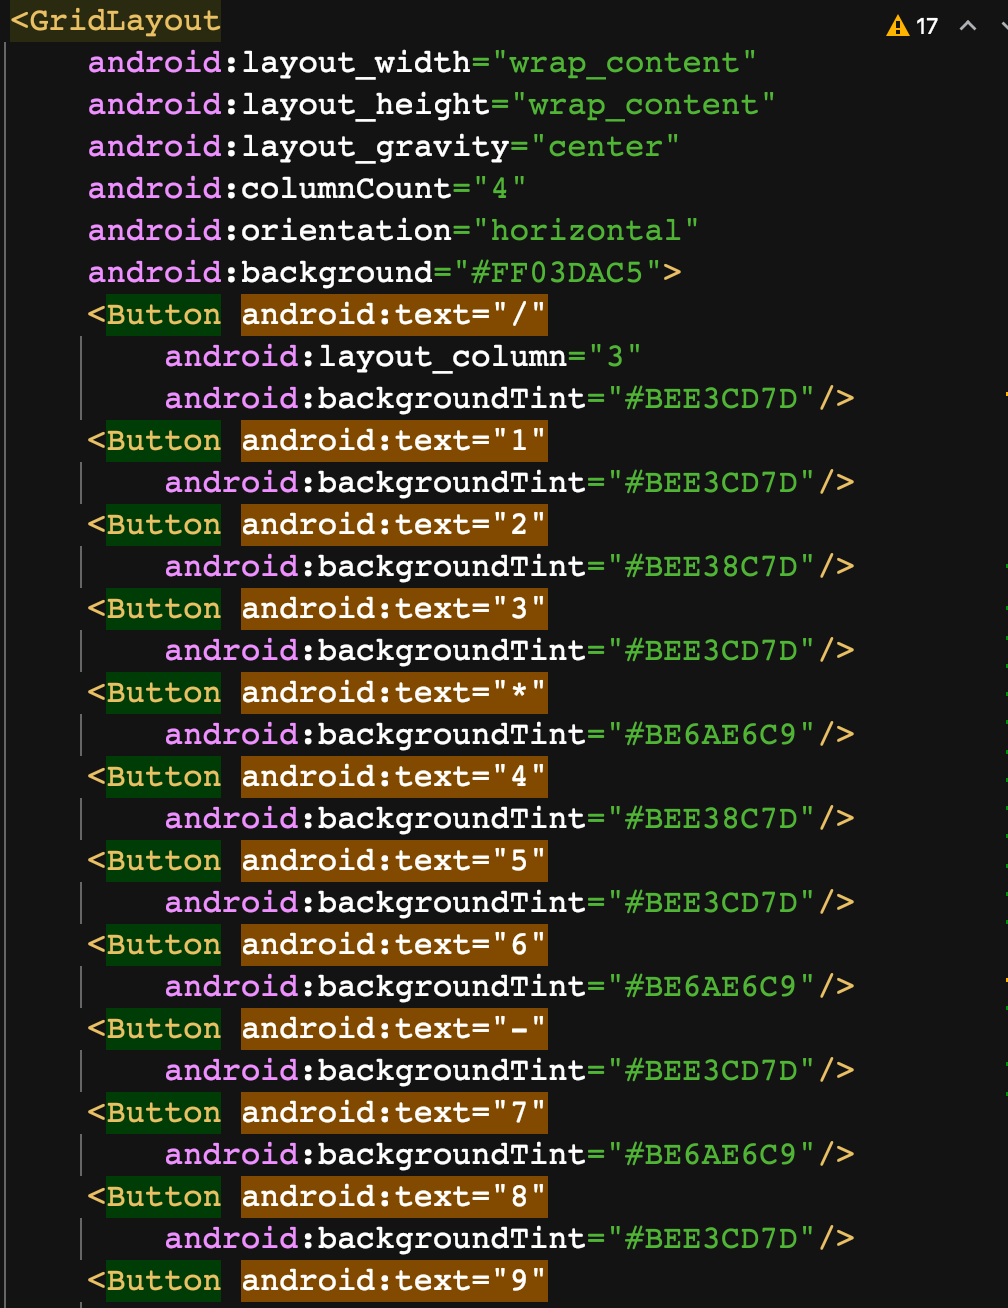 <GridLayout 17
android:layout_width="wrap_content"
android:layout_height="wrap_content"
android:layout_gravity="center"
android:columnCount="4"
android:orientation="horizontal"
android:background="#FF03DAC5">
<Button android:text="/"
android:layout_column="3"
android:backgroundTint="#BEE3CD7D"/>
<Button android:text="1"
android:backgroundTint="#BEE3CD7D"/>
<Button android:text="2"
android:backgroundTint="#BEE38C7D"/>
<Button android:text="3"
android:backgroundTint="#BEE3CD7D"/>
<Button android:text="*"
android:backgroundTint="#BE6AE6C9"/>
<Button android:text="4"
android:backgroundTint="#BEE38C7D"/>
<Button android:text="5"
android:backgroundTint="#BEE3CD7D"/>
<Button android:text="6"
android:backgroundTint="#BE6AE6C9"/>
<Button android:text="-"
android:backgroundTint="#BEE3CD7D"/>
<Button android:text="7"
android:backgroundTint="#BE6AE6C9"/>
<Button android:text="8"
android:backgroundTint="#BEE3CD7D"/>
<Button android:text="9"